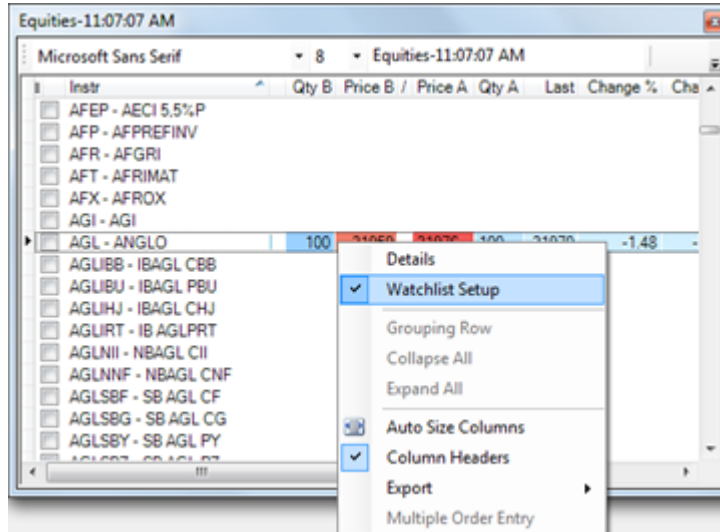 Equities-11:07:07 AM
Microsoft Sans Serif 8 Equities-11:07:07 AM
Instr Qty B Price B / Price A Qty A Last Change % Cha
AFEP - AECI 5,5%P
AFP - AFPREFINV
AFR - AFGRI
AFT - AFRIMAT
AFX - AFROX
AGI - AGI
AGL - ANGLO 100 100 -1.48
AGLIBB - IBAGL CBB
AGLIBU - IBAGL PBU
AGLIHJ - IBAGL CHJ
AGLIRT - IB AGLPRT
AGLNII - NBAGL CII
AGLNNF - NBAGL CNF
AGLSBF - SB AGL CF
AGLSBG - SB AGL CG
AGLSBY - SB AGL PY
Details
Watchlist Setup
Grouping Row
Collapse All
Expand All
Auto Size Columns
Column Headers
Export
Multiple Order Entry